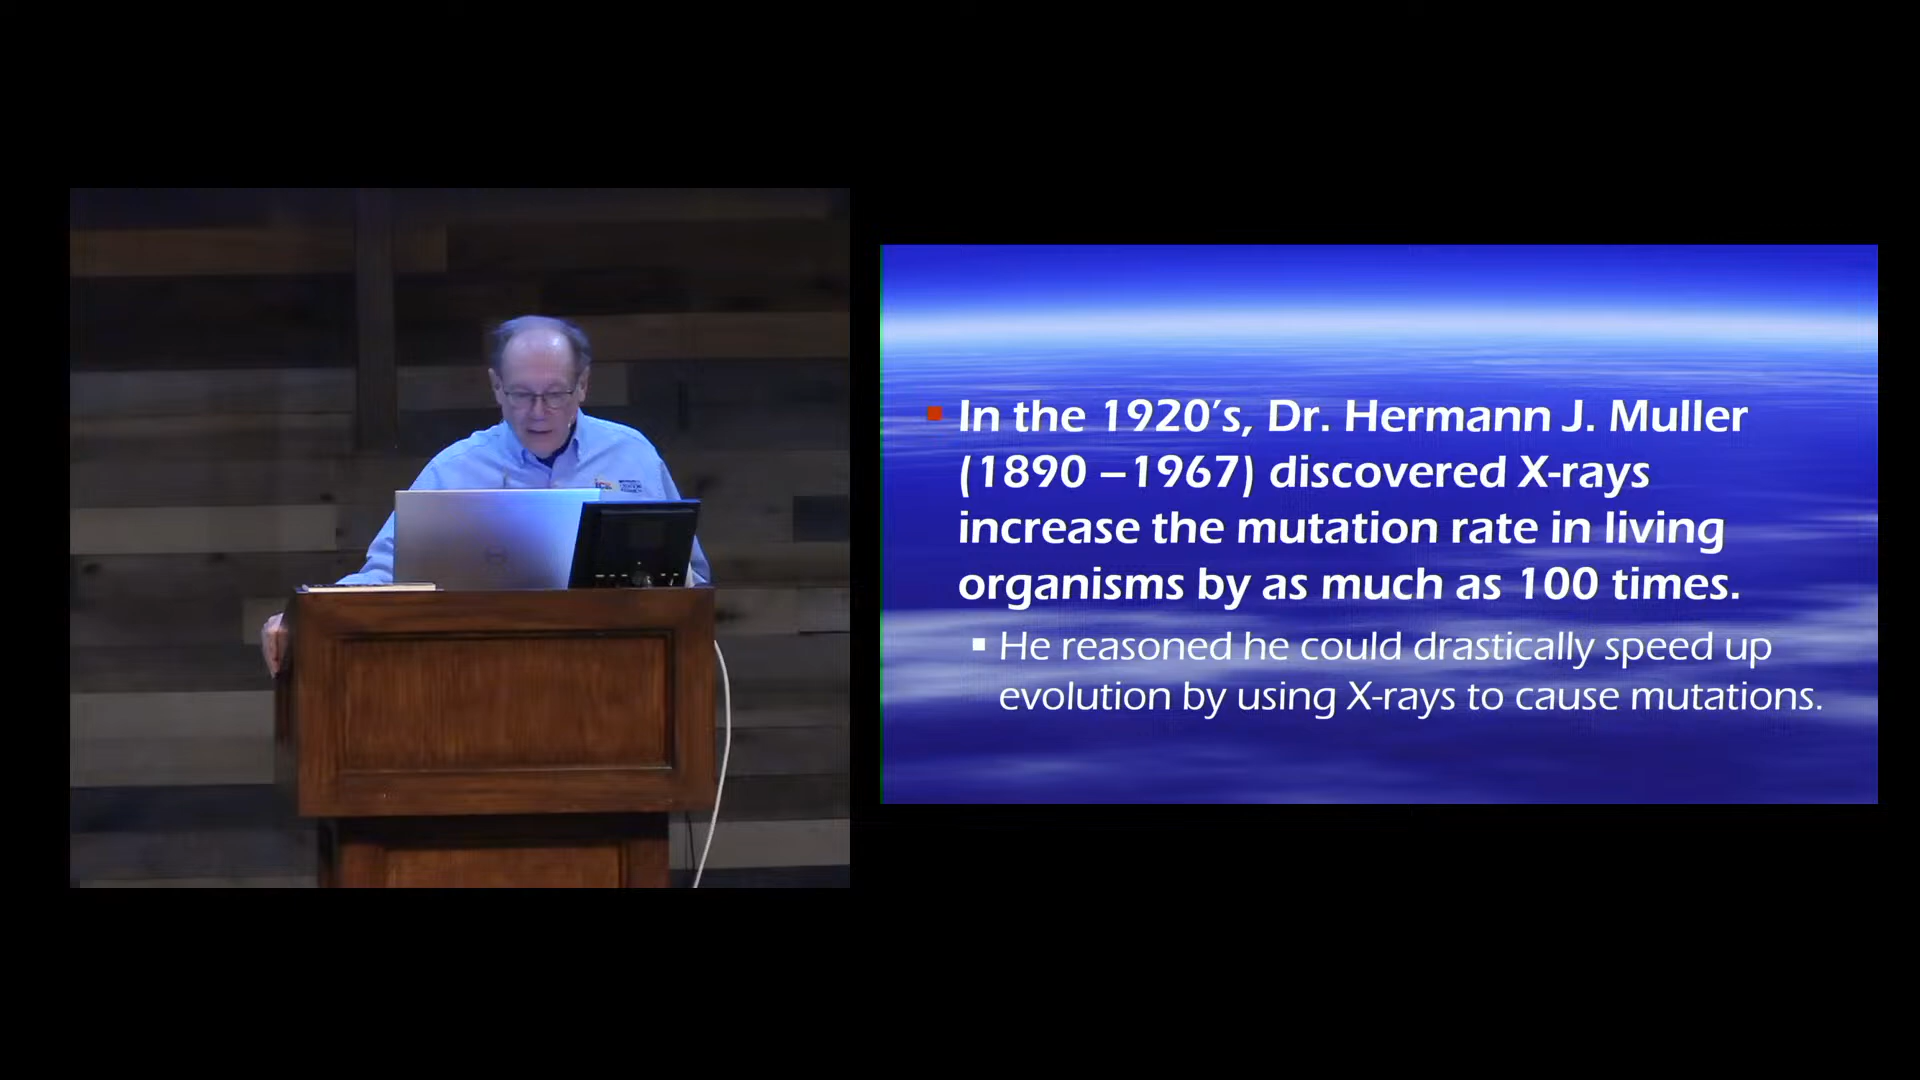 In the 1920's, Dr. Hermann J. Muller
(1890 –1967) discovered X-rays
increase the mutation rate in living
organisms by as much as 100 times.
He reasoned he could drastically speed up
evolution by using X-rays to cause mutations.